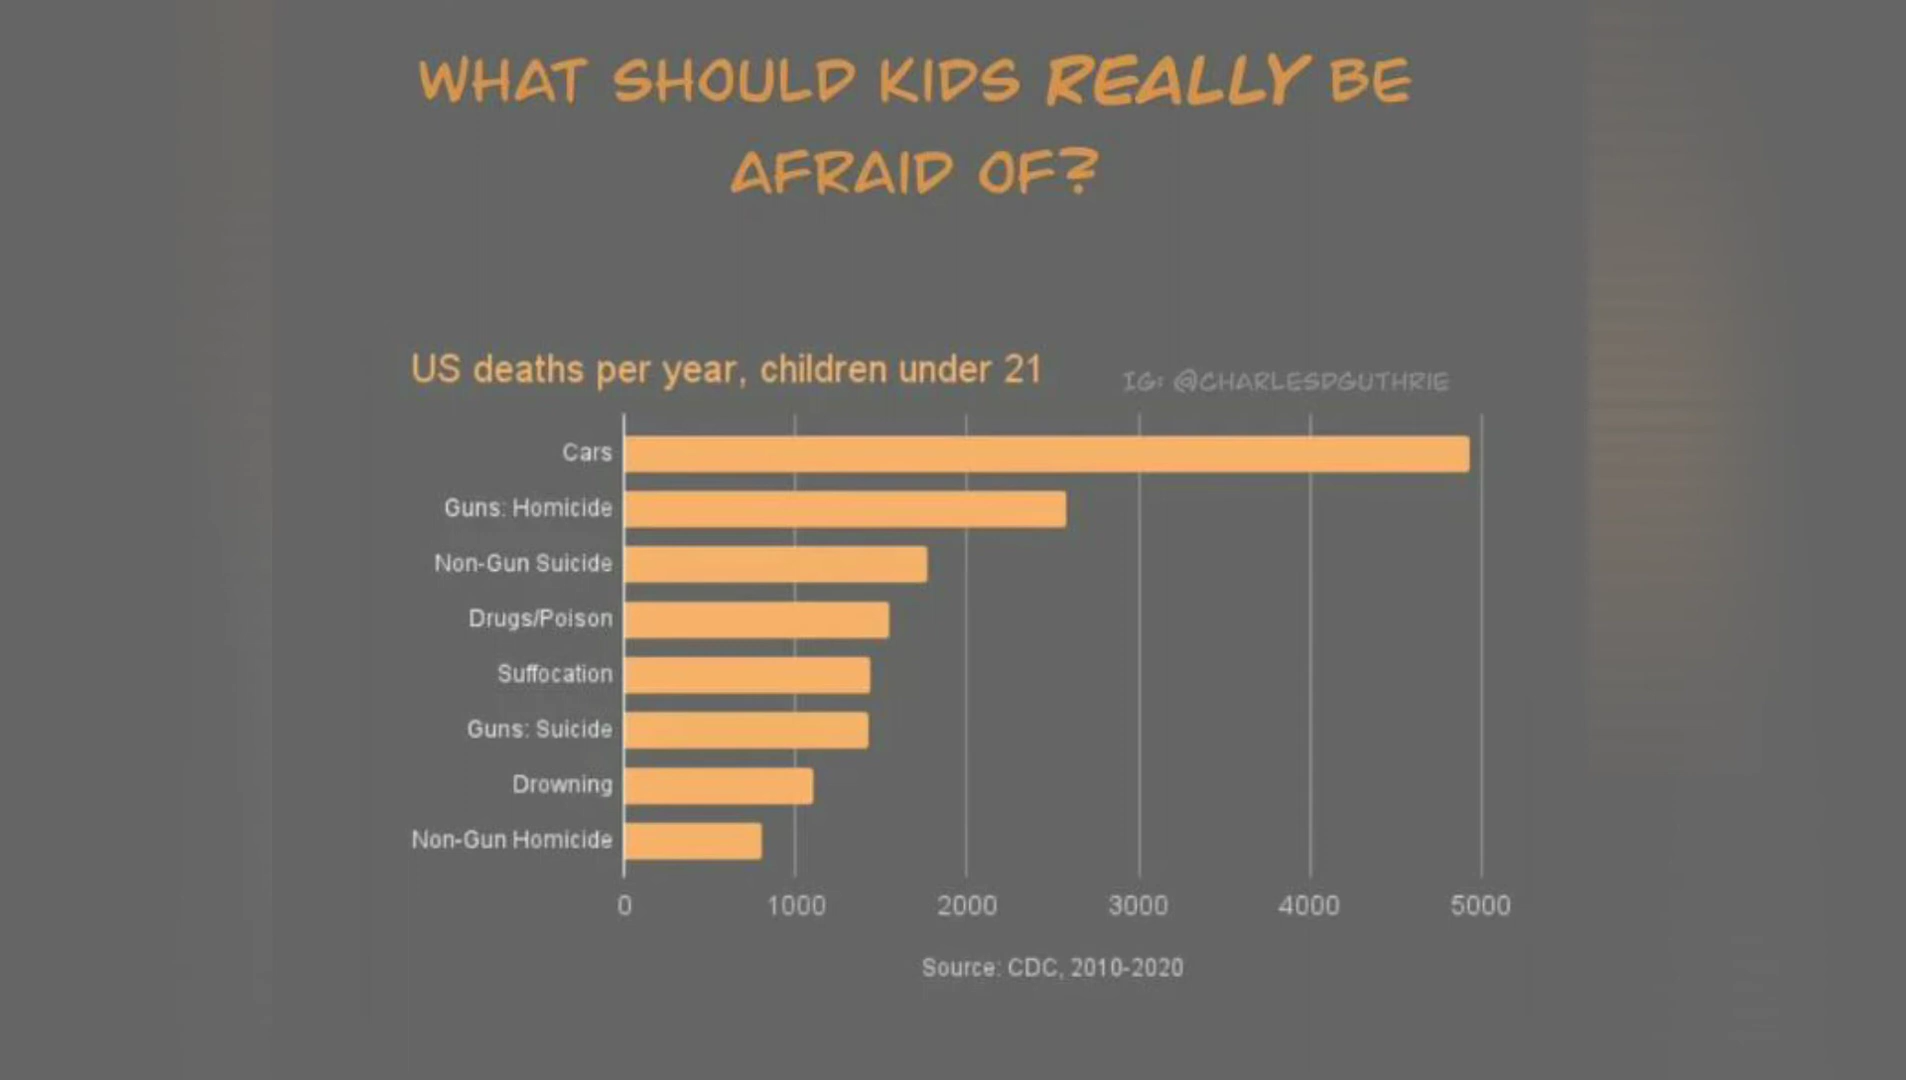 WHAT SHOULD KIDS REALLY BE
AFRAID OF?
US deaths per year, children under 21
IG: @CHARLESDGUTHRIE
Cars
Guns: Homicide
Non-Gun Suicide
Drugs/Poison
Suffocation
Guns: Suicide
Drowning
Non-Gun Homicide
0 1000 2000 3000 4000 5000
Source: CDC, 2010-2020